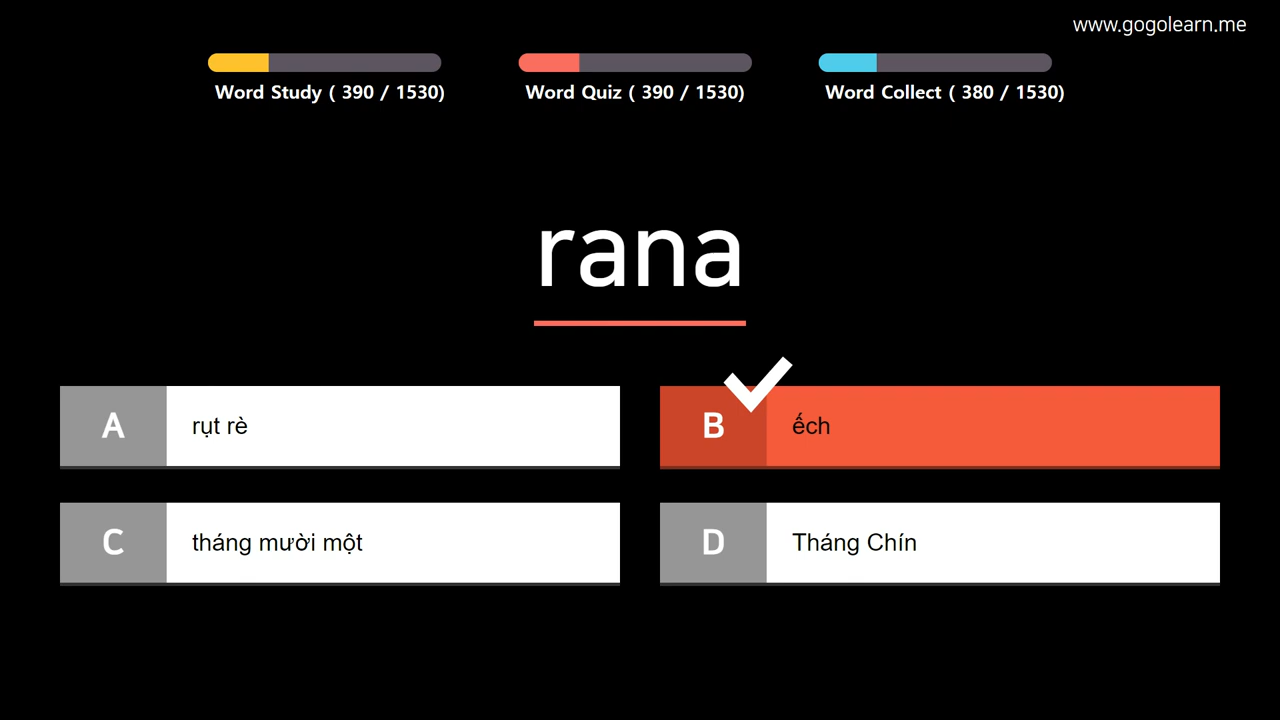 www.gogolearn.me
Word Study ( 390 / 1530)
Word Quiz ( 390 / 1530)
Word Collect ( 380 / 1530)
rana
A rụt rè
B ếch
C tháng mười một
D Tháng Chín